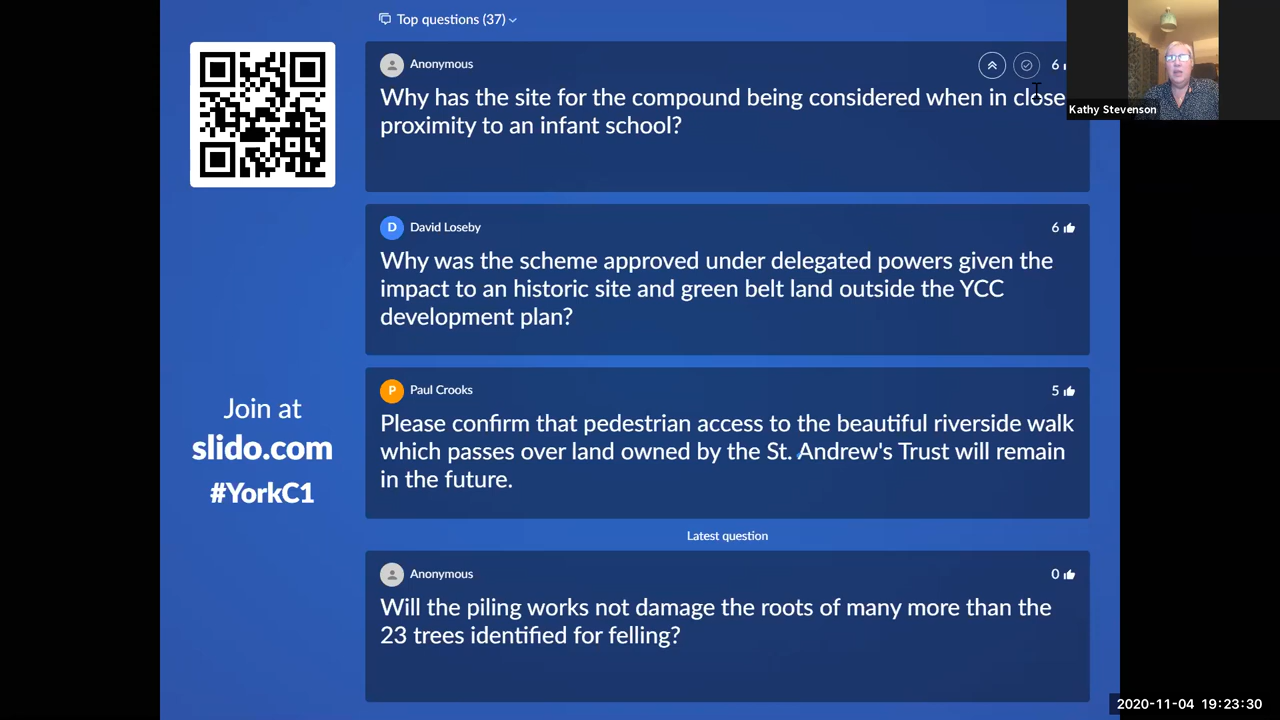 Top questions (37)
Anonymous
6
Why has the site for the compound being considered when in close
proximity to an infant school?
Kathy Stevenson
David Loseby
D
6
Why was the scheme approved under delegated powers given the
impact to an historic site and green belt land outside the YCC
development plan?
P
Paul Crooks
5
Please confirm that pedestrian access to the beautiful riverside walk
which passes over land owned by the St. Andrew's Trust will remain
in the future.
Join at
slido.com
#YorkC1
Latest question
Anonymous
0
Will the piling works not damage the roots of many more than the
23 trees identified for felling?
2020-11-04 19:23:30